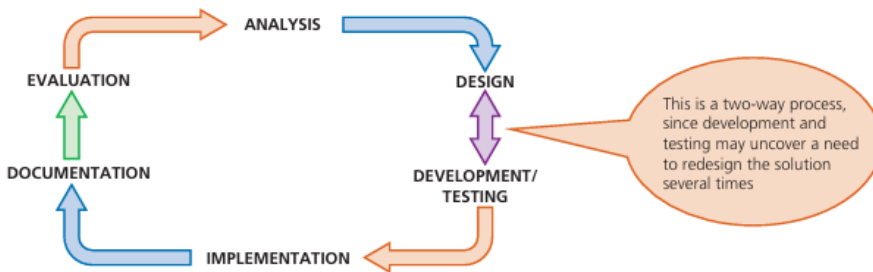 ANALYSIS
EVALUATION
DESIGN
This is a two-way process,
since development and
testing may uncover a need
to redesign the solution
several times
DOCUMENTATION
DEVELOPMENT/
TESTING
IMPLEMENTATION